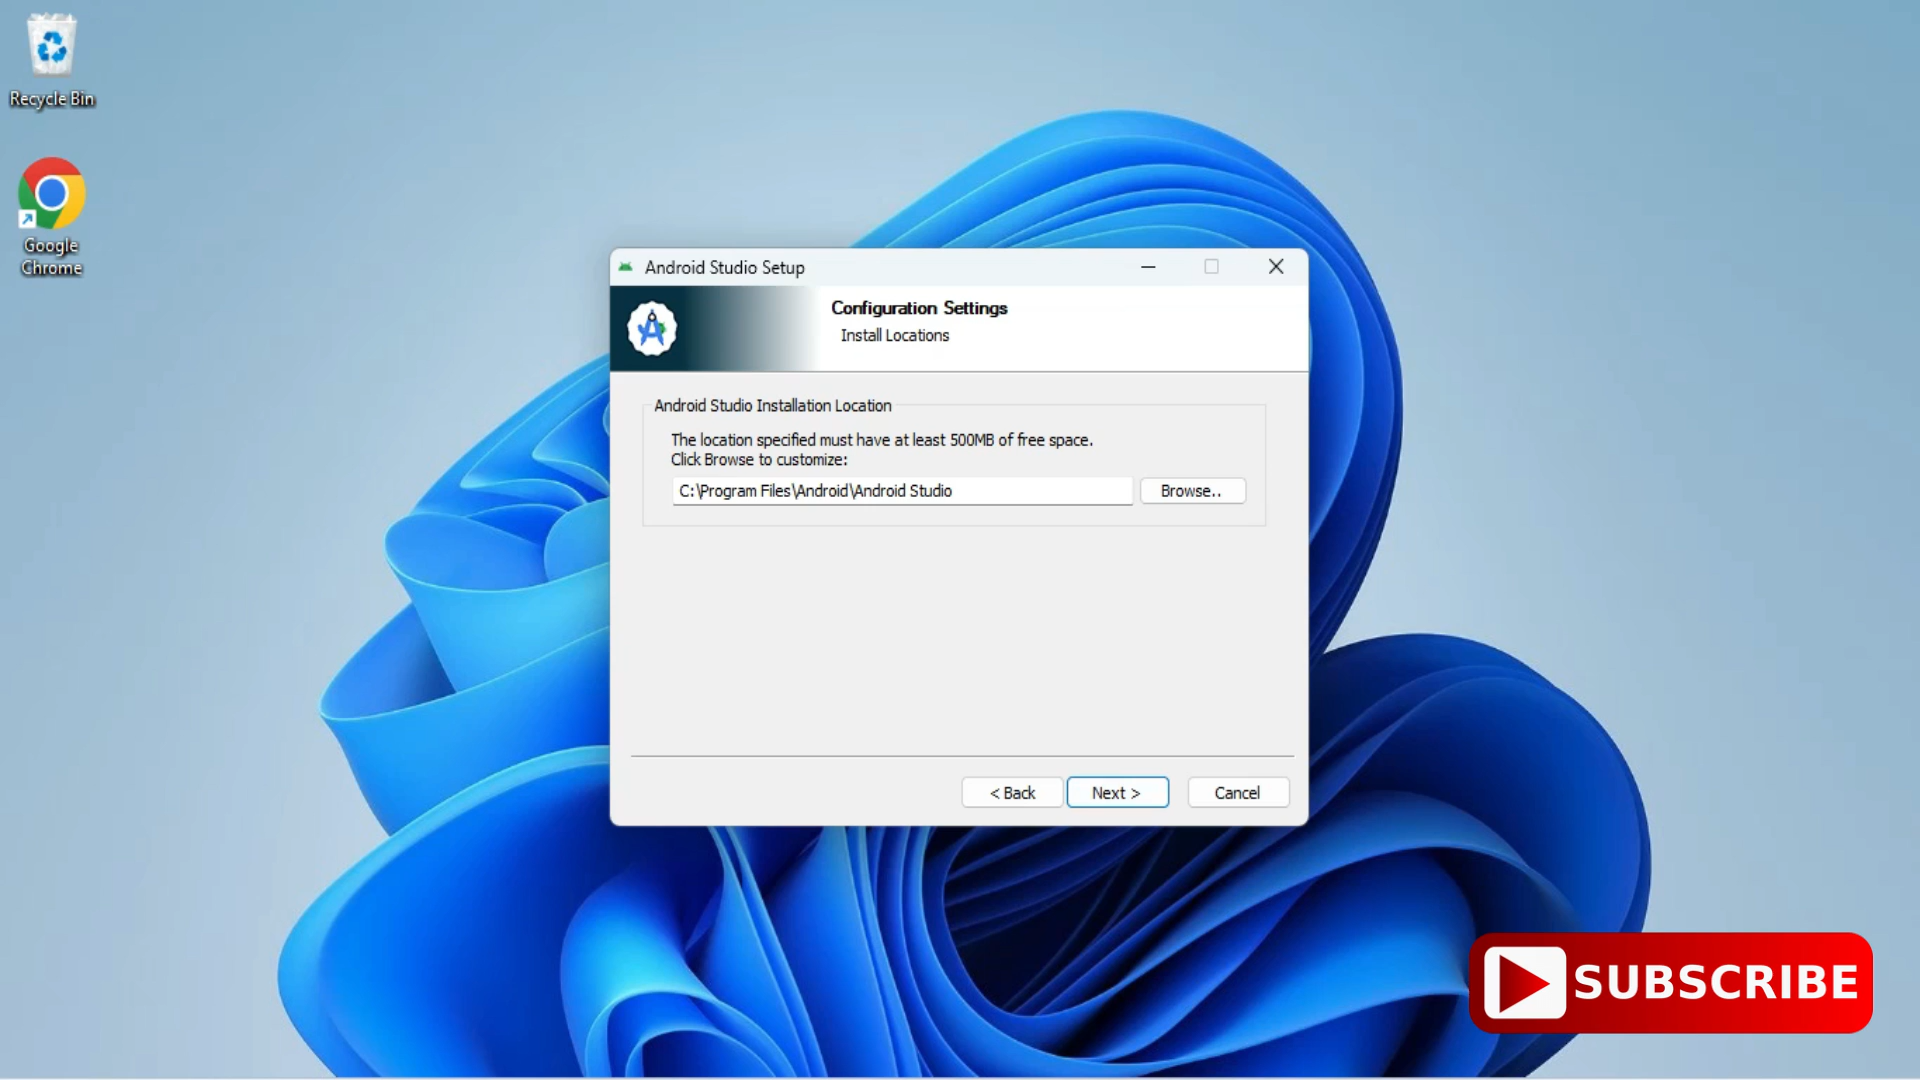 Recycle Bin
Google
Chrome
Android Studio Setup
Configuration Settings
Install Locations
Android Studio Installation Location
The location specified must have at least 500MB of free space.
Click Browse to customize:
C:\Program Files\Android\Android Studio
Browse..
< Back
Next >
Cancel
SUBSCRIBE